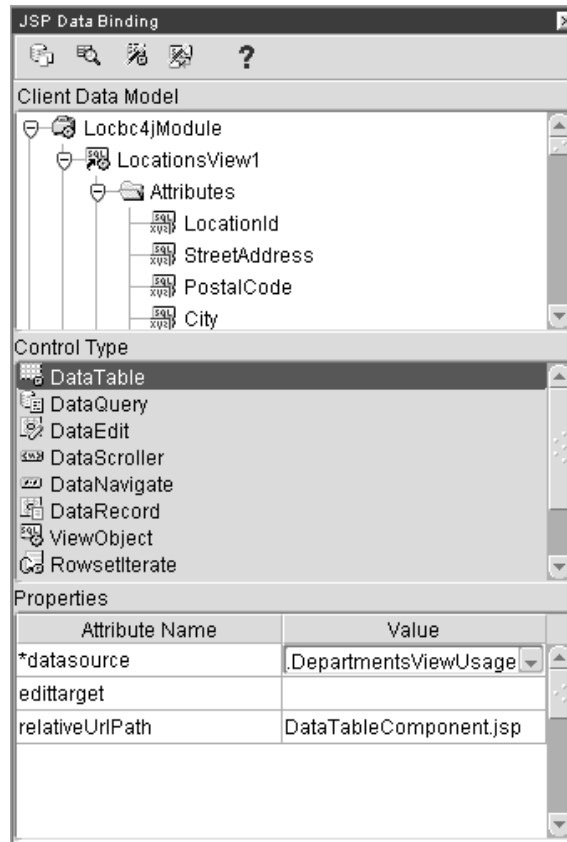 JSP Data Binding
?
Client Data Model
Locbc4jModule
LocationsView1
Attributes
LocationId
StreetAddress
PostalCode
City
Control Type
DataTable
DataQuery
DataEdit
DataScroller
DataNavigate
DataRecord
ViewObject
RowsetIterate
Properties
Attribute Name Value
*datasource .DepartmentsViewUsage
edittarget
relativeUrlPath DataTableComponent.jsp